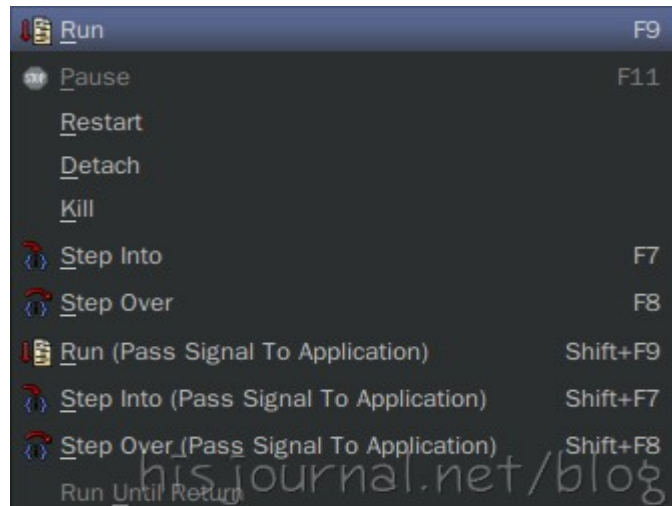 Run F9
STOP Pause F11
Restart
Detach
Kill
Step Into F7
Step Over F8
Run (Pass Signal To Application) Shift+F9
Step Into (Pass Signal To Application) Shift+F7
Step Over (Pass Signal To Application) Shift+F8
Run Until Return
hisjournal.net/blog